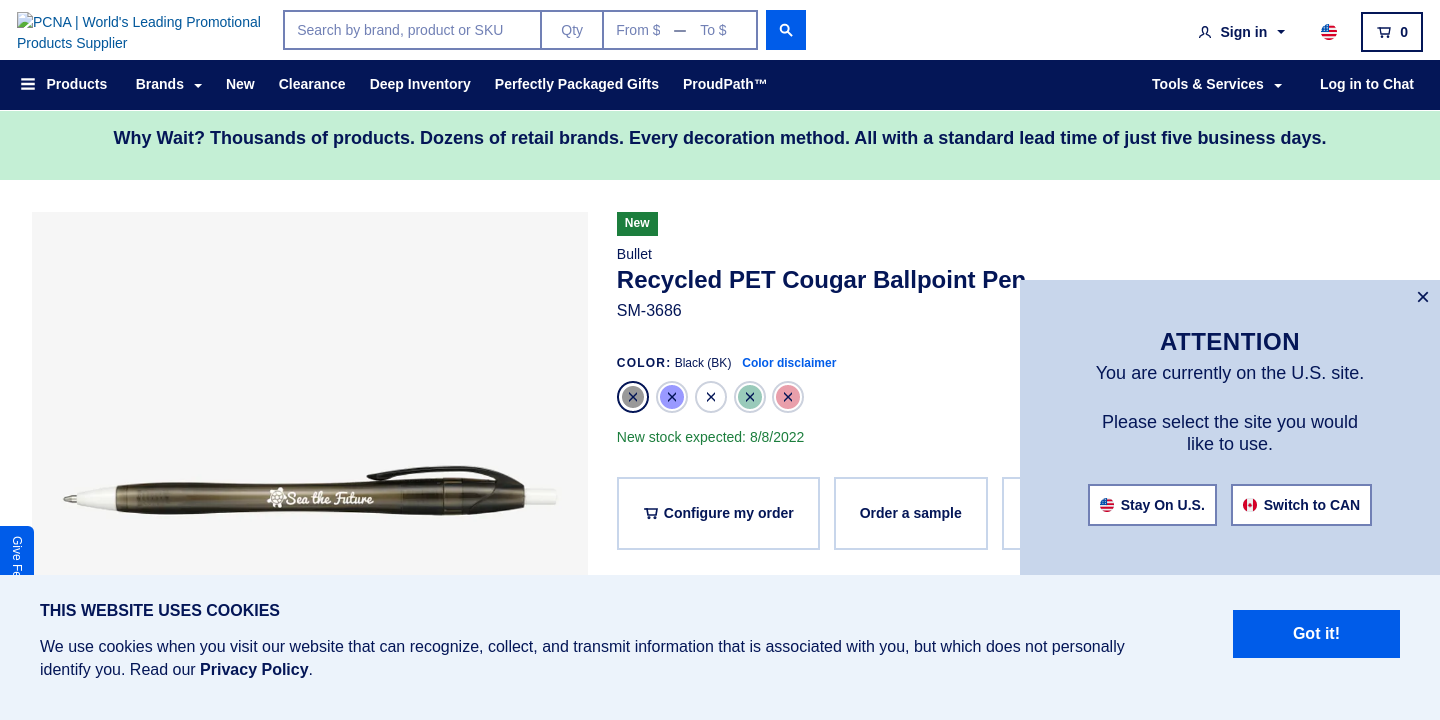 PCNA | World's Leading Promotional
Products Supplier
Search by brand, product or SKU
Qty
From $ — To $
Sign in
0
Products
Brands
New
Clearance
Deep Inventory
Perfectly Packaged Gifts
ProudPath™
Tools & Services
Log in to Chat
Why Wait? Thousands of products. Dozens of retail brands. Every decoration method. All with a standard lead time of just five business days.
New
Bullet
Recycled PET Cougar Ballpoint Pen
SM-3686
COLOR: Black (BK) Color disclaimer
New stock expected: 8/8/2022
Configure my order
Order a sample
Sea the Future
ATTENTION
You are currently on the U.S. site.
Please select the site you would
like to use.
Stay On U.S.
Switch to CAN
Give
THIS WEBSITE USES COOKIES
We use cookies when you visit our website that can recognize, collect, and transmit information that is associated with you, but which does not personally
identify you. Read our Privacy Policy.
Got it!